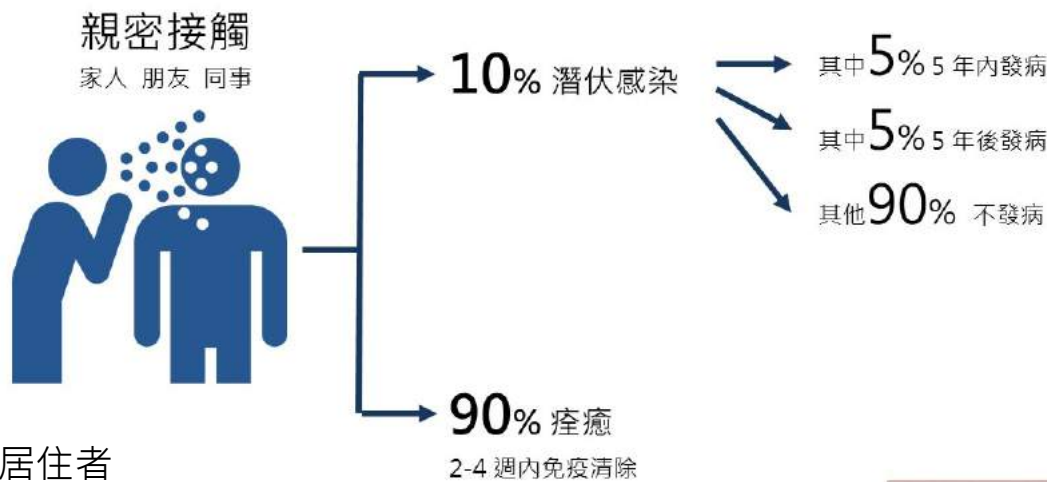 親密接觸
家人 朋友 同事
10% 潛伏感染
其中5% 5 年內發病
其中5% 5 年後發病
其他90% 不發病
90% 痊癒
2-4 週內免疫清除
居住者